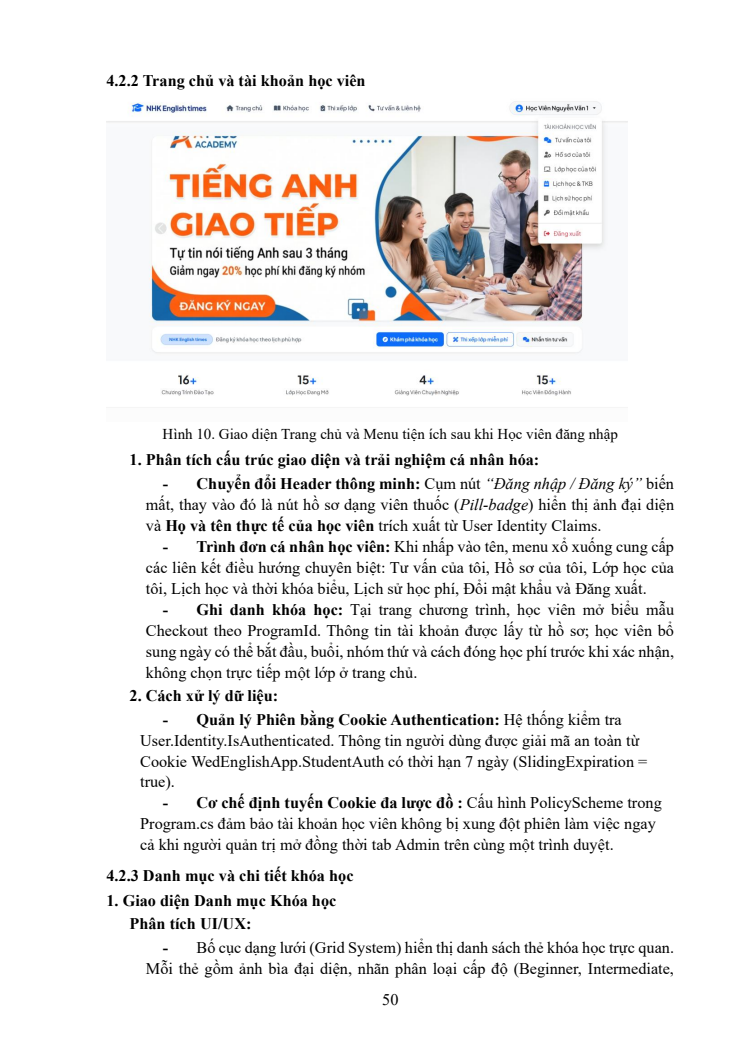 4.2.2 Trang chủ và tài khoản học viên
NHK English times Trang chủ Khóa học Thi xếp lớp Tư vấn & Liên hệ Học Viên Nguyễn Văn 1
TÀI KHOẢN HỌC VIÊN
Tư vấn của tôi
Hồ sơ của tôi
Lớp học của tôi
Lịch học & TKB
Lịch sử học phí
Đổi mật khẩu
Đăng xuất
ACADEMY
TIẾNG ANH
GIAO TIẾP
Tự tin nói tiếng Anh sau 3 tháng
Giảm ngay 20% học phí khi đăng ký nhóm
ĐĂNG KÝ NGAY
NHK English times Đăng ký khóa học theo lịch phù hợp Khám phá khóa học Thi xếp lớp miễn phí Nhắn tin tư vấn
16+ 15+ 4+ 15+
Chương Trình Đào Tạo Lớp Học Đang Mở Giảng Viên Chuyên Nghiệp Học Viên Đồng Hành
Hình 10. Giao diện Trang chủ và Menu tiện ích sau khi Học viên đăng nhập
1. Phân tích cấu trúc giao diện và trải nghiệm cá nhân hóa:
- Chuyển đổi Header thông minh: Cụm nút “Đăng nhập / Đăng ký” biến
mất, thay vào đó là nút hồ sơ dạng viên thuốc (Pill-badge) hiển thị ảnh đại diện
và Họ và tên thực tế của học viên trích xuất từ User Identity Claims.
- Trình đơn cá nhân học viên: Khi nhấp vào tên, menu xổ xuống cung cấp
các liên kết điều hướng chuyên biệt: Tư vấn của tôi, Hồ sơ của tôi, Lớp học của
tôi, Lịch học và thời khóa biểu, Lịch sử học phí, Đổi mật khẩu và Đăng xuất.
- Ghi danh khóa học: Tại trang chương trình, học viên mở biểu mẫu
Checkout theo ProgramId. Thông tin tài khoản được lấy từ hồ sơ; học viên bổ
sung ngày có thể bắt đầu, buổi, nhóm thứ và cách đóng học phí trước khi xác nhận,
không chọn trực tiếp một lớp ở trang chủ.
2. Cách xử lý dữ liệu:
- Quản lý Phiên bằng Cookie Authentication: Hệ thống kiểm tra
User.Identity.IsAuthenticated. Thông tin người dùng được giải mã an toàn từ
Cookie WedEnglishApp.StudentAuth có thời hạn 7 ngày (SlidingExpiration =
true).
- Cơ chế định tuyến Cookie đa lược đồ : Cấu hình PolicyScheme trong
Program.cs đảm bảo tài khoản học viên không bị xung đột phiên làm việc ngay
cả khi người quản trị mở đồng thời tab Admin trên cùng một trình duyệt.
4.2.3 Danh mục và chi tiết khóa học
1. Giao diện Danh mục Khóa học
Phân tích UI/UX:
- Bố cục dạng lưới (Grid System) hiển thị danh sách thẻ khóa học trực quan.
Mỗi thẻ gồm ảnh bìa đại diện, nhãn phân loại cấp độ (Beginner, Intermediate,
50